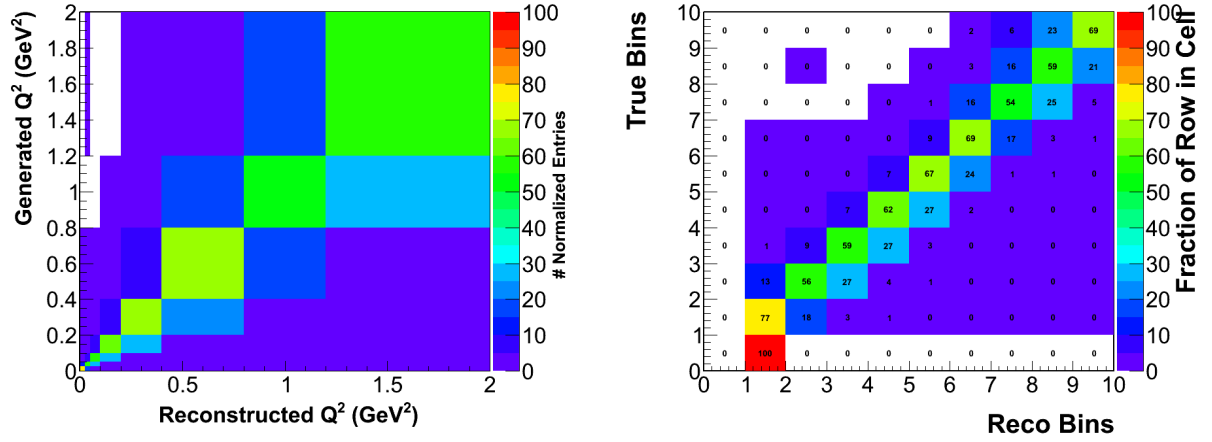 Generated Q² (GeV²)
2
1.8
1.6
1.4
1.2
1
0.8
0.6
0.4
0.2
0
0 0.5 1 1.5 2
Reconstructed Q² (GeV²)
100
90
80
70
60
50
40
30
20
10
0
# Normalized Entries
True Bins
10
9
8
7
6
5
4
3
2
1
0
0 0 0 0 0 0 2 6 23 69
0 0 0 0 0 0 3 16 59 21
0 0 0 0 0 1 16 54 25 5
0 0 0 0 0 9 69 17 3 1
0 0 0 0 7 67 24 1 1 0
0 0 0 7 62 27 2 0 0 0
0 1 9 59 27 3 0 0 0 0
0 13 56 27 4 1 0 0 0 0
0 77 18 3 1 0 0 0 0 0
0 100 0 0 0 0 0 0 0 0
0 1 2 3 4 5 6 7 8 9 10
Reco Bins
100
90
80
70
60
50
40
30
20
10
0
Fraction of Row in Cell